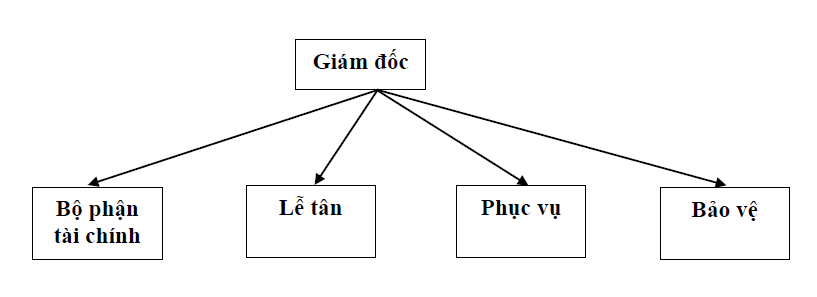 Giám đốc
Bộ phận
tài chính
Lễ tân
Phục vụ
Bảo vệ